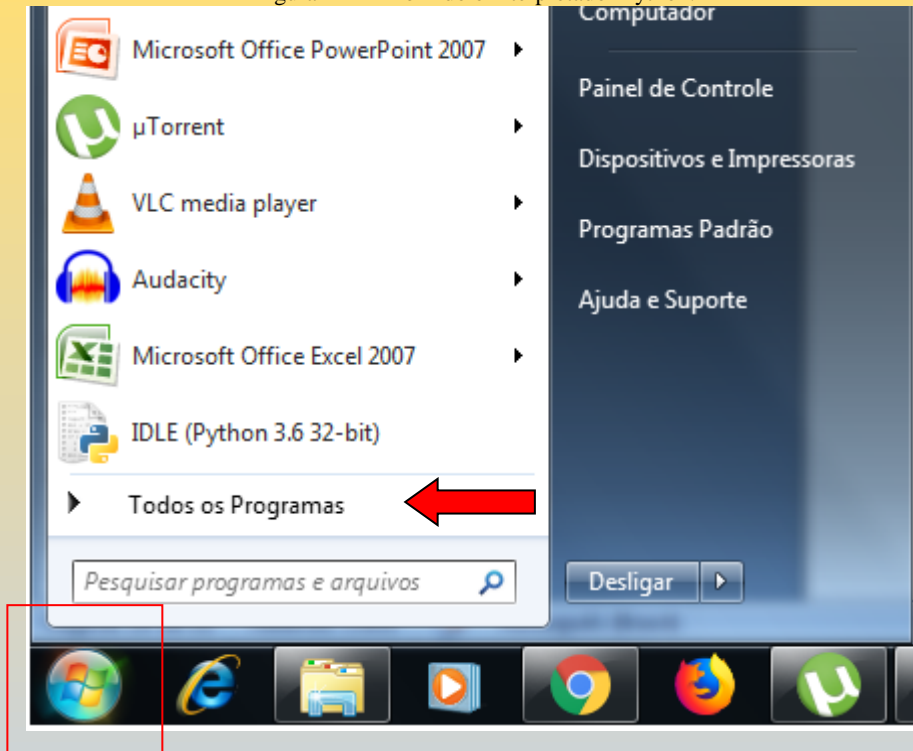 Microsoft Office PowerPoint 2007
µTorrent
VLC media player
Audacity
Microsoft Office Excel 2007
IDLE (Python 3.6 32-bit)
Todos os Programas
Pesquisar programas e arquivos
Computador
Painel de Controle
Dispositivos e Impressoras
Programas Padrão
Ajuda e Suporte
Desligar